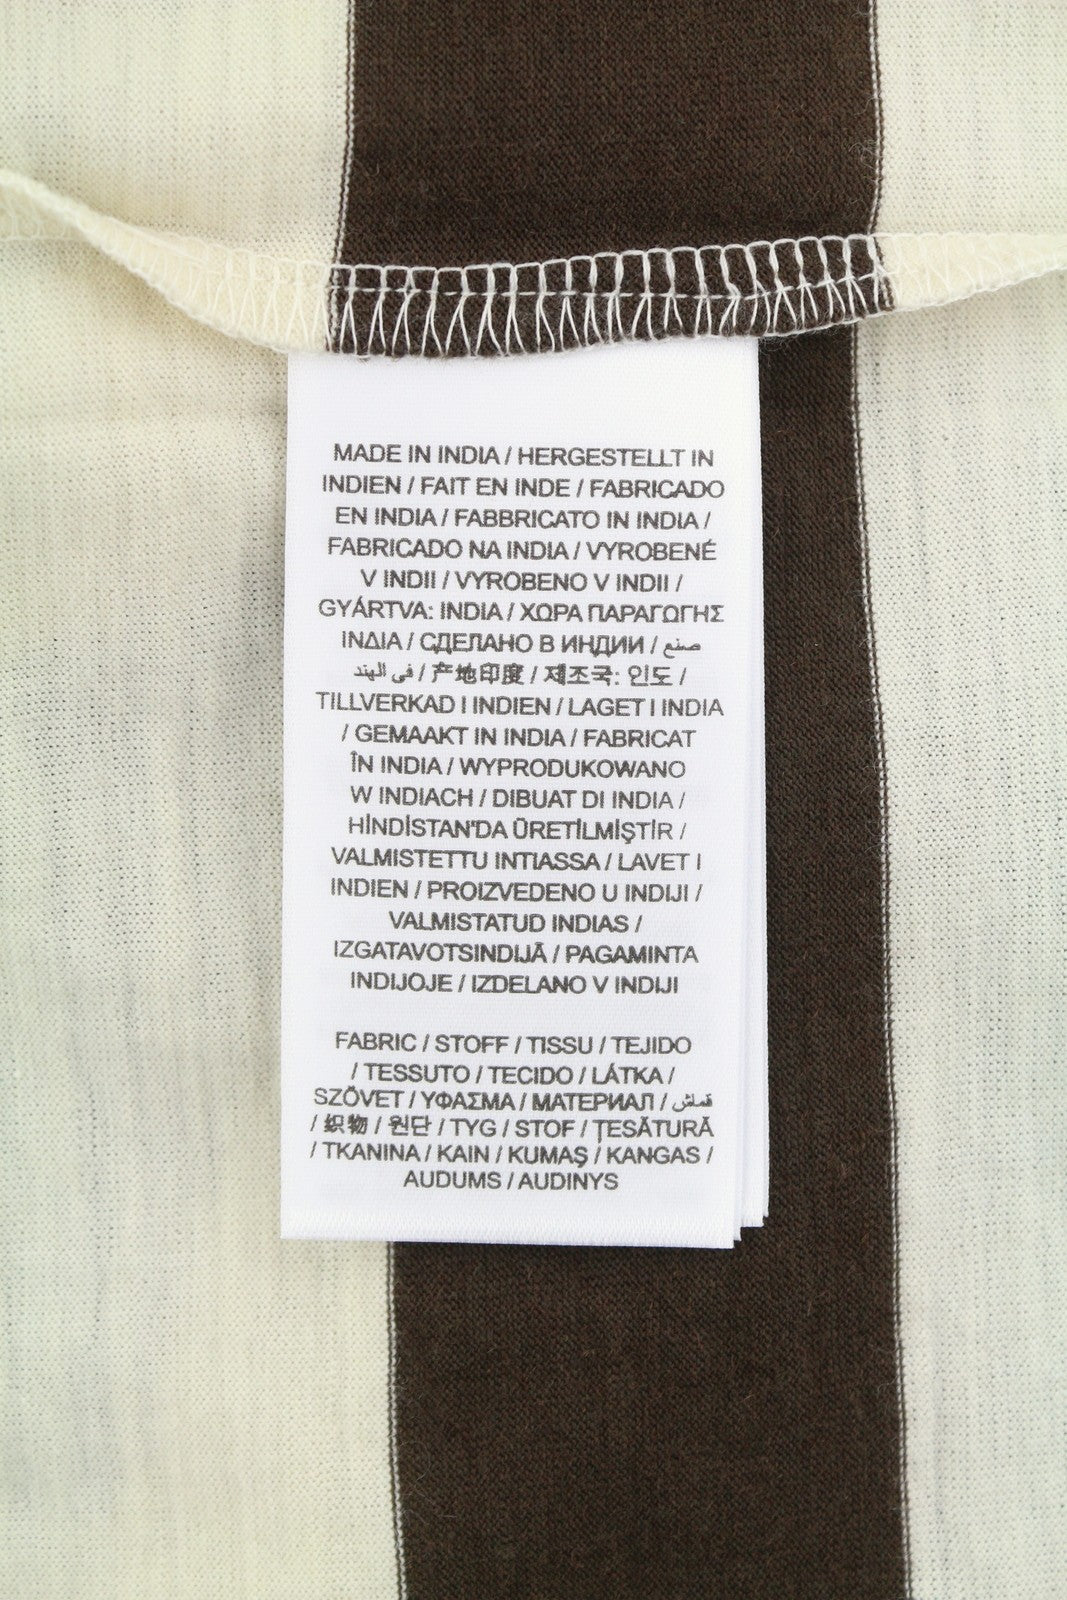 MADE IN INDIA / HERGESTELLT IN
INDIEN / FAIT EN INDE / FABRICADO
EN INDIA / FABBRICATO IN INDIA /
FABRICADO NA INDIA / VYROBENÉ
V INDII / VYROBENO V INDII /
GYÁRTVA: INDIA / ΧΩΡΑ ΠΑΡΑΓΩΓΗΣ
ΙΝΔΙΑ / СДЕЛАНО В ИНДИИ / صنع
في الهند / 产地印度 / 제조국: 인도 /
TILLVERKAD I INDIEN / LAGET I INDIA
/ GEMAAKT IN INDIA / FABRICAT
ÎN INDIA / WYPRODUKOWANO
W INDIACH / DIBUAT DI INDIA /
HİNDİSTAN'DA ÜRETİLMİŞTİR /
VALMISTETTU INTIASSA / LAVET I
INDIEN / PROIZVEDENO U INDIJI /
VALMISTATUD INDIAS /
IZGATAVOTSINDIJĀ / PAGAMINTA
INDIJOJE / IZDELANO V INDIJI
FABRIC / STOFF / TISSU / TEJIDO
/ TESSUTO / TECIDO / LÁTKA /
SZÖVET / ΥΦΑΣΜΑ / МАТЕРИАЛ / قماش
/ 织物 / 원단 / TYG / STOF / ȚESĂTURĂ
/ TKANINA / KAIN / KUMAŞ / KANGAS /
AUDUMS / AUDINYS